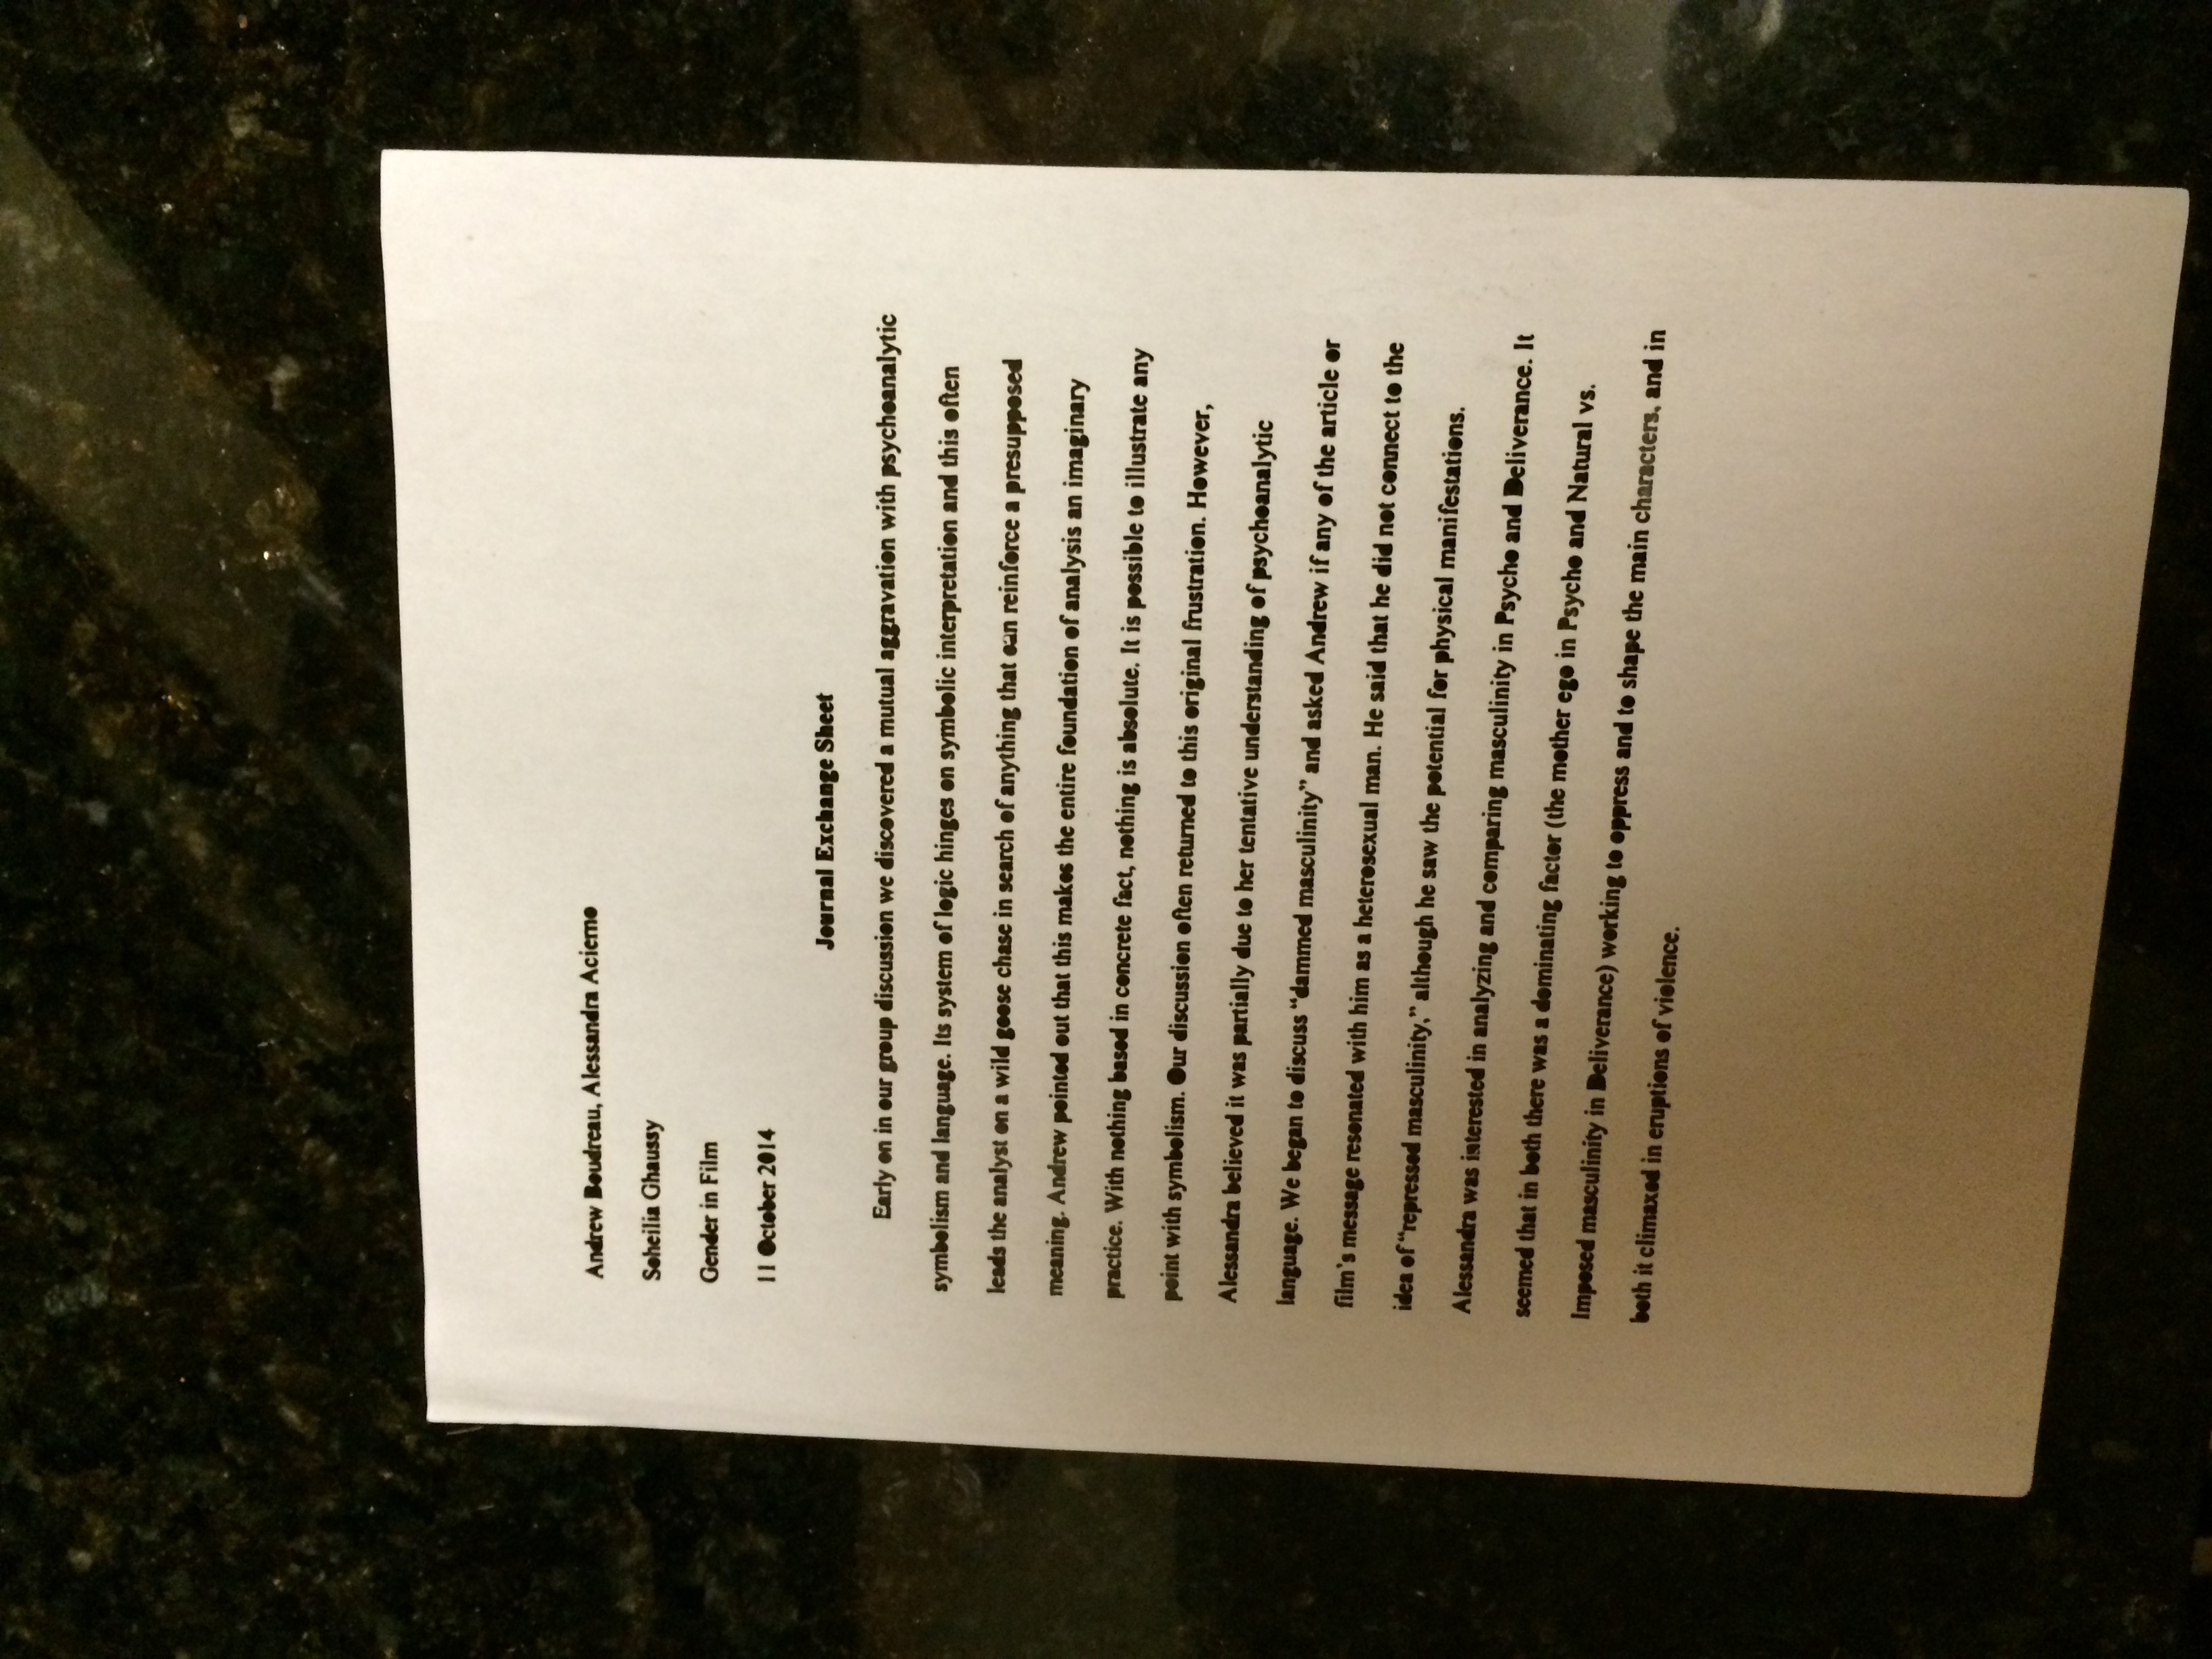 Andrew Boudreau, Alessandra Acierno
Soheilia Ghaussy
Gender in Film
11 October 2014
Journal Exchange Sheet
Early on in our group discussion we discovered a mutual aggravation with psychoanalytic
symbolism and language. Its system of logic hinges on symbolic interpretation and this often
leads the analyst on a wild goose chase in search of anything that can reinforce a presupposed
meaning. Andrew pointed out that this makes the entire foundation of analysis an imaginary
practice. With nothing based in concrete fact, nothing is absolute. It is possible to illustrate any
point with symbolism. Our discussion often returned to this original frustration. However,
Alessandra believed it was partially due to her tentative understanding of psychoanalytic
language. We began to discuss “dammed masculinity” and asked Andrew if any of the article or
film’s message resonated with him as a heterosexual man. He said that he did not connect to the
idea of “repressed masculinity,” although he saw the potential for physical manifestations.
Alessandra was interested in analyzing and comparing masculinity in Psycho and Deliverance. It
seemed that in both there was a dominating factor (the mother ego in Psycho and Natural vs.
Imposed masculinity in Deliverance) working to oppress and to shape the main characters, and in
both it climaxed in eruptions of violence.